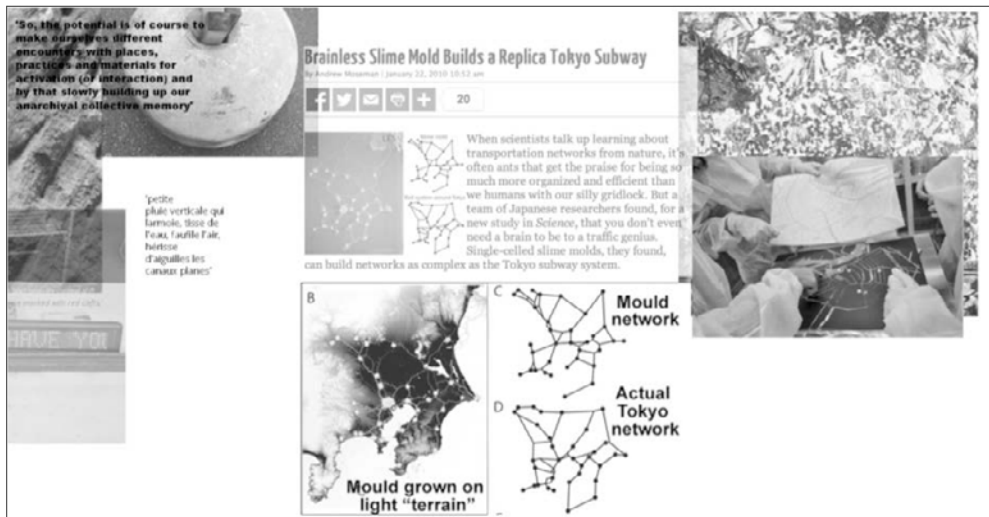 'So, the potential is of course to
make ourselves different
encounters with places,
practices and materials for
activation (of interaction) and
by that slowly building up our
anarchival collective memory'
'petite
pluie verticale qui
larmoie, tisse de
l'eau, faufile l'air,
hérisse
d'aiguilles les
canaux planes'
HAVE YOU
Brainless Slime Mold Builds a Replica Tokyo Subway
By Andrew Moseman | January 22, 2010 10:52 am
20
When scientists talk up learning about
transportation networks from nature, it's
often ants that get the praise for being so
much more organized and efficient than
we humans with our silly gridlock. But a
team of Japanese researchers found, for a
new study in Science, that you don't even
need a brain to be to a traffic genius.
Single-celled slime molds, they found,
can build networks as complex as the Tokyo subway system.
B
Mould grown on
light “terrain”
C
Mould
network
D
Actual
Tokyo
network